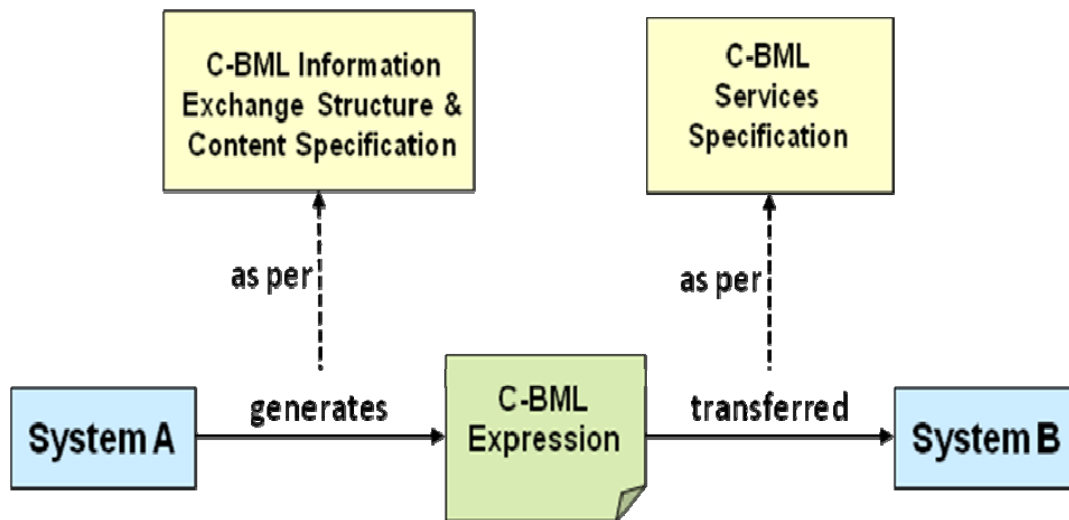 C-BML Information
Exchange Structure &
Content Specification
C-BML
Services
Specification
as per
as per
System A
generates
C-BML
Expression
transferred
System B